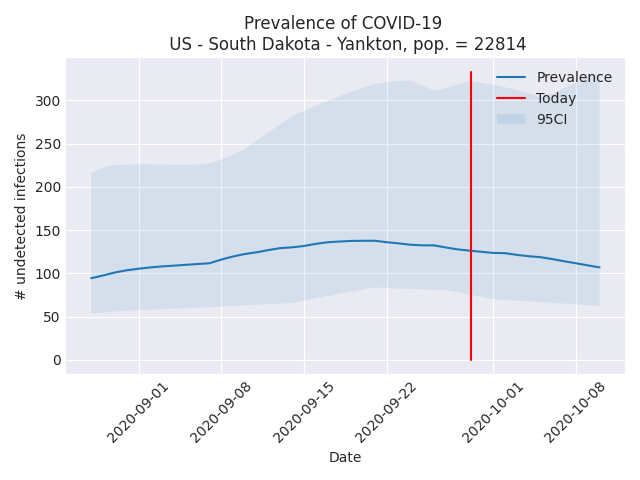 Prevalence of COVID-19
US - South Dakota - Yankton, pop. = 22814
Prevalence
Today
95CI
# undetected infections
300
250
200
150
100
50
0
2020-09-01
2020-09-08
2020-09-15
2020-09-22
2020-10-01
2020-10-08
Date